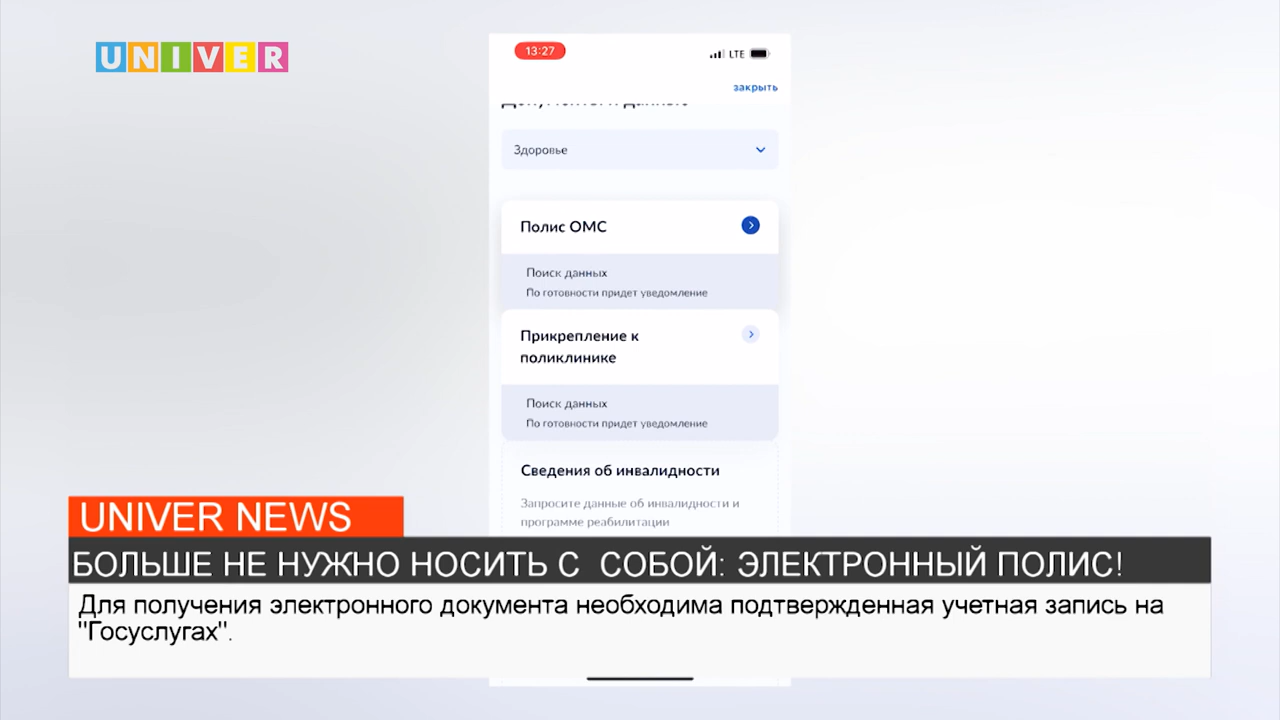 UNIVER
13:27
LTE
закрыть
Документы и данные
Здоровье
Полис ОМС
Поиск данных
По готовности придет уведомление
Прикрепление к
поликлинике
Поиск данных
По готовности придет уведомление
Сведения об инвалидности
Запросите данные об инвалидности и
программе реабилитации
UNIVER NEWS
БОЛЬШЕ НЕ НУЖНО НОСИТЬ С СОБОЙ: ЭЛЕКТРОННЫЙ ПОЛИС!
Для получения электронного документа необходима подтвержденная учетная запись на
"Госуслугах".